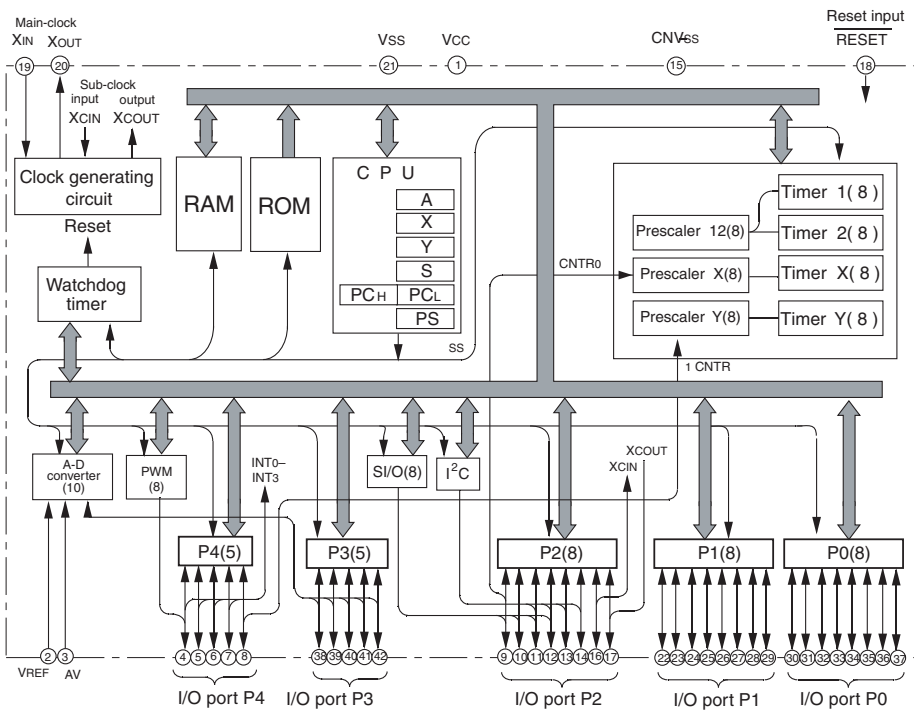 Main-clock
XIN XOUT
VSS VCC
CNVSS
Reset input
RESET
19 20 21 1 15 18
Sub-clock
input output
XCIN XCOUT
Clock generating
circuit
Reset
Watchdog
timer
RAM
ROM
C P U
A
X
Y
S
PCH PCL
PS
SS
CNTR0
Prescaler 12(8)
Prescaler X(8)
Prescaler Y(8)
Timer 1( 8 )
Timer 2( 8 )
Timer X( 8 )
Timer Y( 8 )
1 CNTR
A-D
converter
(10)
PWM
(8)
INT0–
INT3
SI/O(8)
I2C
XCOUT
XCIN
P4(5)
P3(5)
P2(8)
P1(8)
P0(8)
2 3
4 5 6 7 8
38 39 40 41 42
9 10 11 12 13 14 16 17
22 23 24 25 26 27 28 29
30 31 32 33 34 35 36 37
VREF AV
I/O port P4
I/O port P3
I/O port P2
I/O port P1
I/O port P0